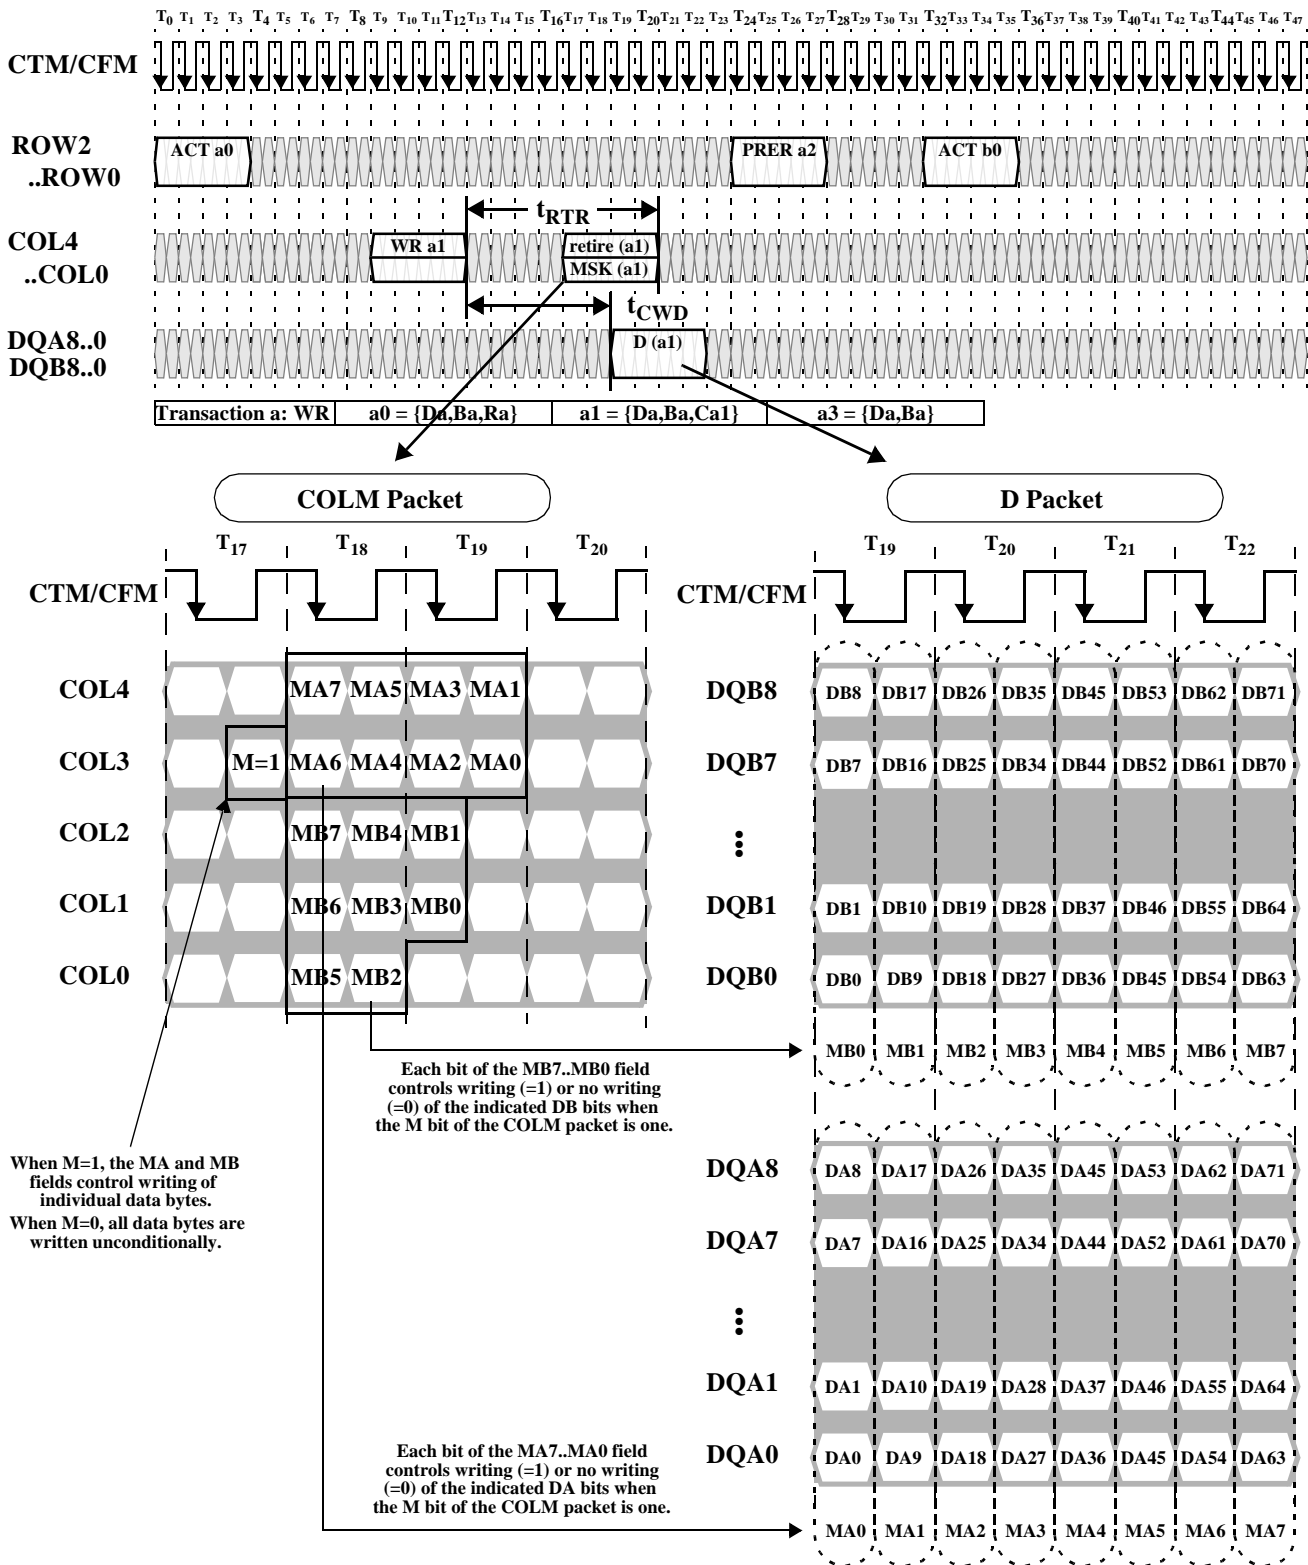 T0 T1 T2 T3 T4 T5 T6 T7 T8 T9 T10 T11 T12 T13 T14 T15 T16 T17 T18 T19 T20 T21 T22 T23 T24 T25 T26 T27 T28 T29 T30 T31 T32 T33 T34 T35 T36 T37 T38 T39 T40 T41 T42 T43 T44 T45 T46 T47
CTM/CFM
ROW2
..ROW0
ACT a0 PRER a2 ACT b0
tRTR
COL4
..COL0
WR a1 retire (a1)
MSK (a1)
tCWD
DQA8..0
DQB8..0
D (a1)
Transaction a: WR a0 = {Da,Ba,Ra} a1 = {Da,Ba,Ca1} a3 = {Da,Ba}
COLM Packet
T17 T18 T19 T20
CTM/CFM
COL4 MA7 MA5 MA3 MA1
COL3 M=1 MA6 MA4 MA2 MA0
COL2 MB7 MB4 MB1
COL1 MB6 MB3 MB0
COL0 MB5 MB2
Each bit of the MB7..MB0 field
controls writing (=1) or no writing
(=0) of the indicated DB bits when
the M bit of the COLM packet is one.
When M=1, the MA and MB
fields control writing of
individual data bytes.
When M=0, all data bytes are
written unconditionally.
Each bit of the MA7..MA0 field
controls writing (=1) or no writing
(=0) of the indicated DA bits when
the M bit of the COLM packet is one.
D Packet
T19 T20 T21 T22
CTM/CFM
DQB8 DB8 DB17 DB26 DB35 DB45 DB53 DB62 DB71
DQB7 DB7 DB16 DB25 DB34 DB44 DB52 DB61 DB70
DQB1 DB1 DB10 DB19 DB28 DB37 DB46 DB55 DB64
DQB0 DB0 DB9 DB18 DB27 DB36 DB45 DB54 DB63
MB0 MB1 MB2 MB3 MB4 MB5 MB6 MB7
DQA8 DA8 DA17 DA26 DA35 DA45 DA53 DA62 DA71
DQA7 DA7 DA16 DA25 DA34 DA44 DA52 DA61 DA70
DQA1 DA1 DA10 DA19 DA28 DA37 DA46 DA55 DA64
DQA0 DA0 DA9 DA18 DA27 DA36 DA45 DA54 DA63
MA0 MA1 MA2 MA3 MA4 MA5 MA6 MA7